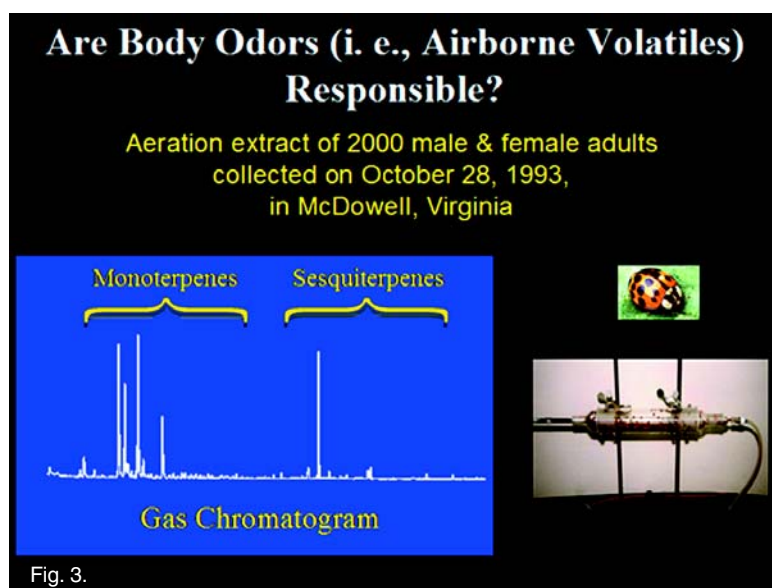 Are Body Odors (i. e., Airborne Volatiles)
Responsible?
Aeration extract of 2000 male & female adults
collected on October 28, 1993,
in McDowell, Virginia
Monoterpenes
Sesquiterpenes
Gas Chromatogram
Fig. 3.